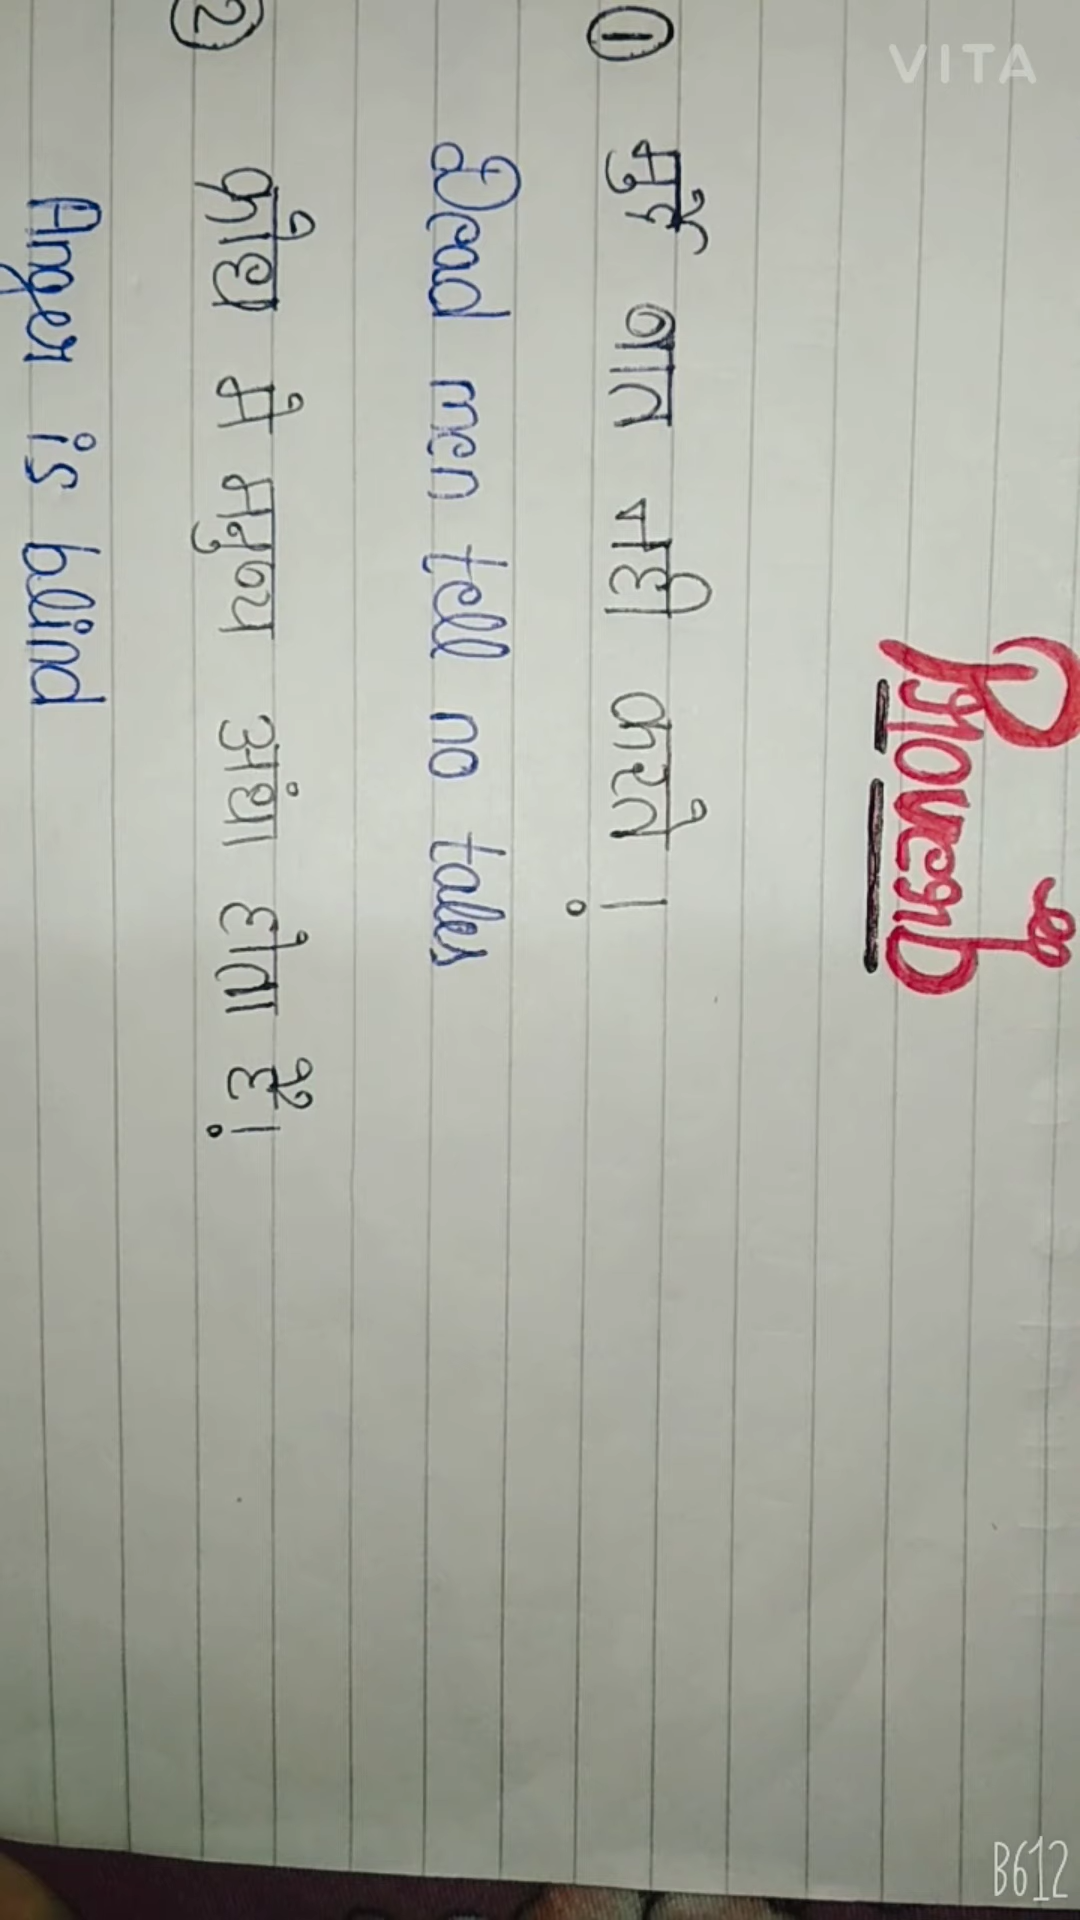 VITA
Proverb
① मुर्दे बात नही करते।
Dead men tell no tales
② क्रोध मे मनुष्य अंधा होता है।
Anger is blind
B612